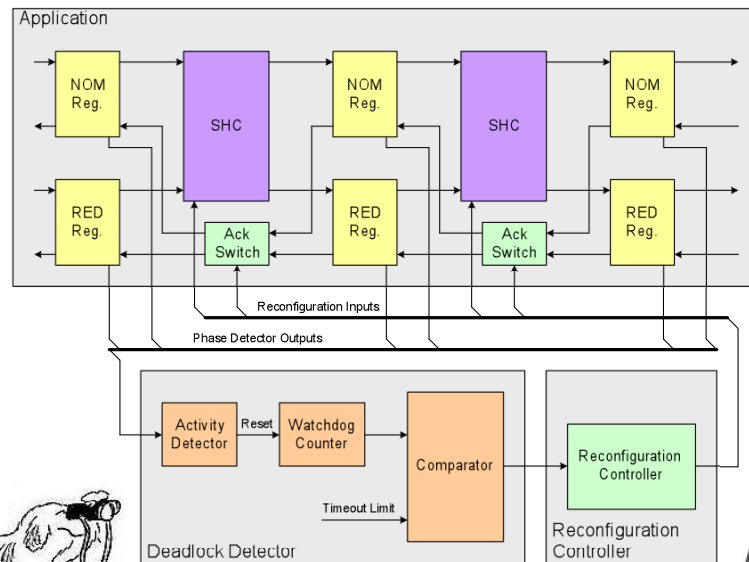 Application
NOM
Reg.
SHC
NOM
Reg.
SHC
NOM
Reg.
RED
Reg.
Ack
Switch
RED
Reg.
Ack
Switch
RED
Reg.
Reconfiguration Inputs
Phase Detector Outputs
Activity
Detector
Reset
Watchdog
Counter
Comparator
Timeout Limit
Deadlock Detector
Reconfiguration
Controller
Reconfiguration
Controller